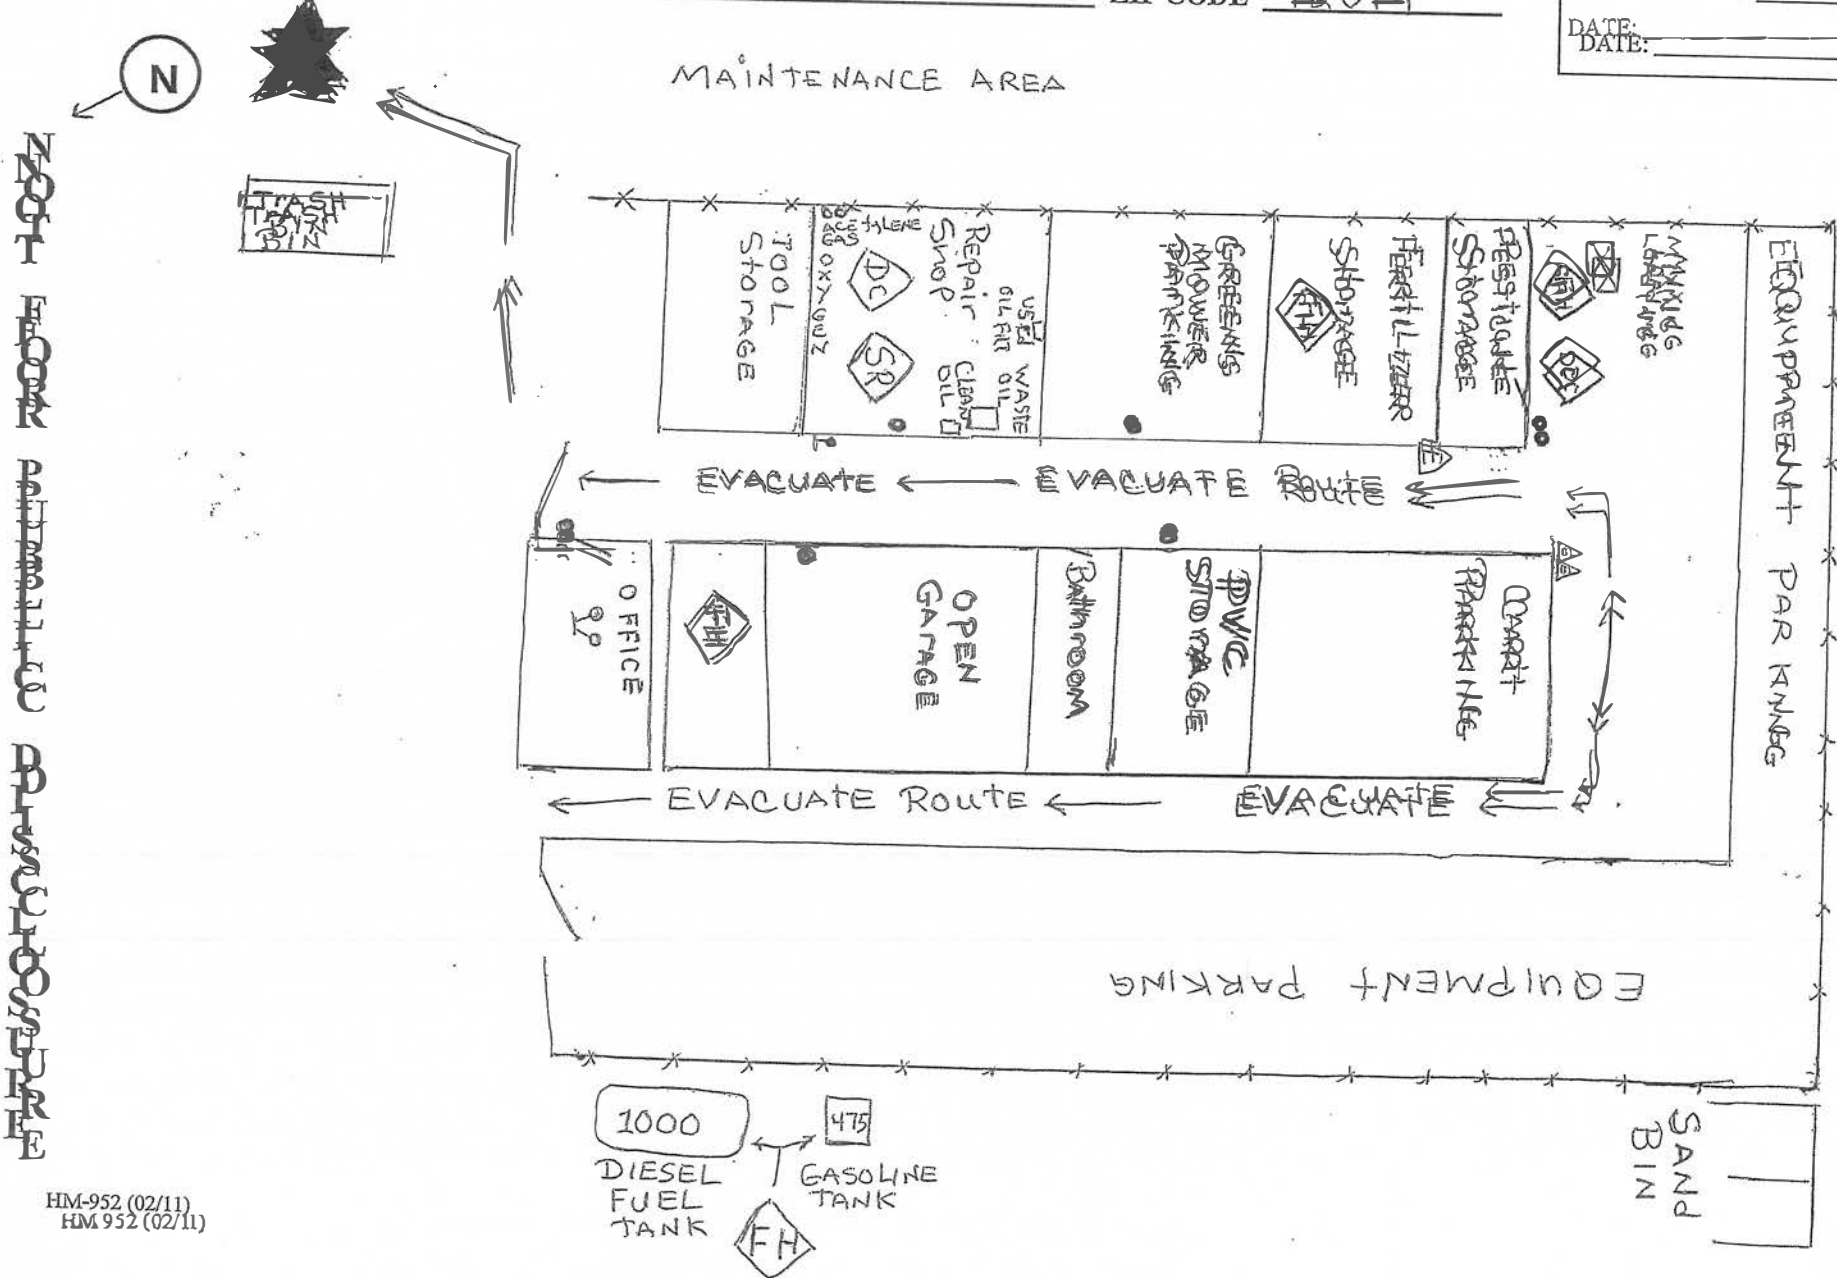 ZIP CODE
DATE:
DATE:
N
MAINTENANCE AREA
NOT FOR PUBLIC DISCLOSURE
TRASH
BIN
TOOL
STORAGE
ACETYLENE
GAS
OXYGEN
DC
SR
REPAIR
SHOP
USED
OIL FILT
CLEAN
OIL
WASTE
OIL
GREENS
MOWER
PARKING
FERTILIZER
STORAGE
FH
PESTICIDE
STORAGE
MIXING
LOADING
EQUIPMENT PARKING
E
EVACUATE
EVACUATE ROUTE
OFFICE
FH
OPEN
GARAGE
BATHROOM
PVC
STORAGE
CART
PARKING
EVACUATE ROUTE
EVACUATE
EQUIPMENT PARKING
1000
DIESEL
FUEL
TANK
475
GASOLINE
TANK
FH
SAND
BIN
HM-952 (02/11)
HM 952 (02/11)